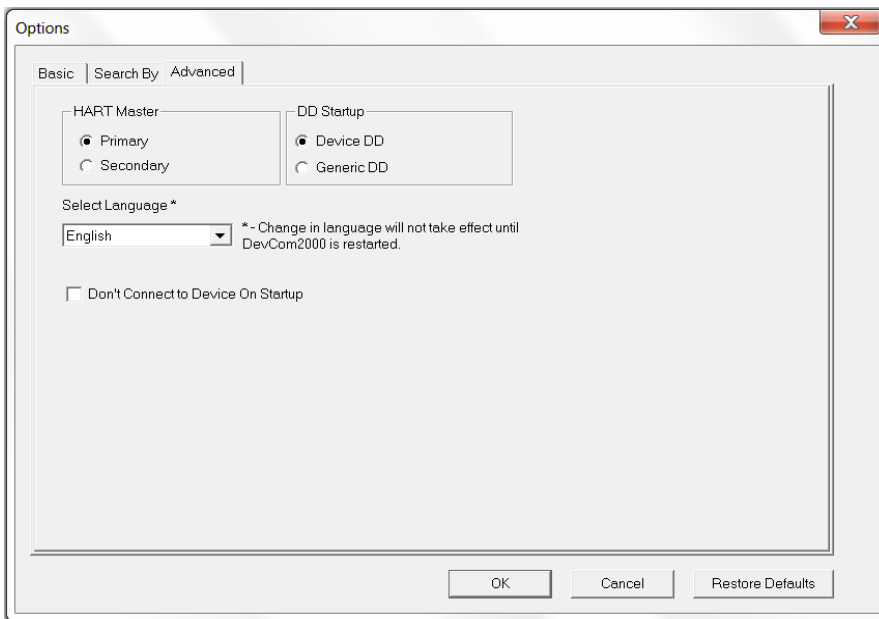 Options
Basic Search By Advanced
HART Master DD Startup
Primary Device DD
Secondary Generic DD
Select Language *
English
* - Change in language will not take effect until
DevCom2000 is restarted.
Don't Connect to Device On Startup
OK Cancel Restore Defaults